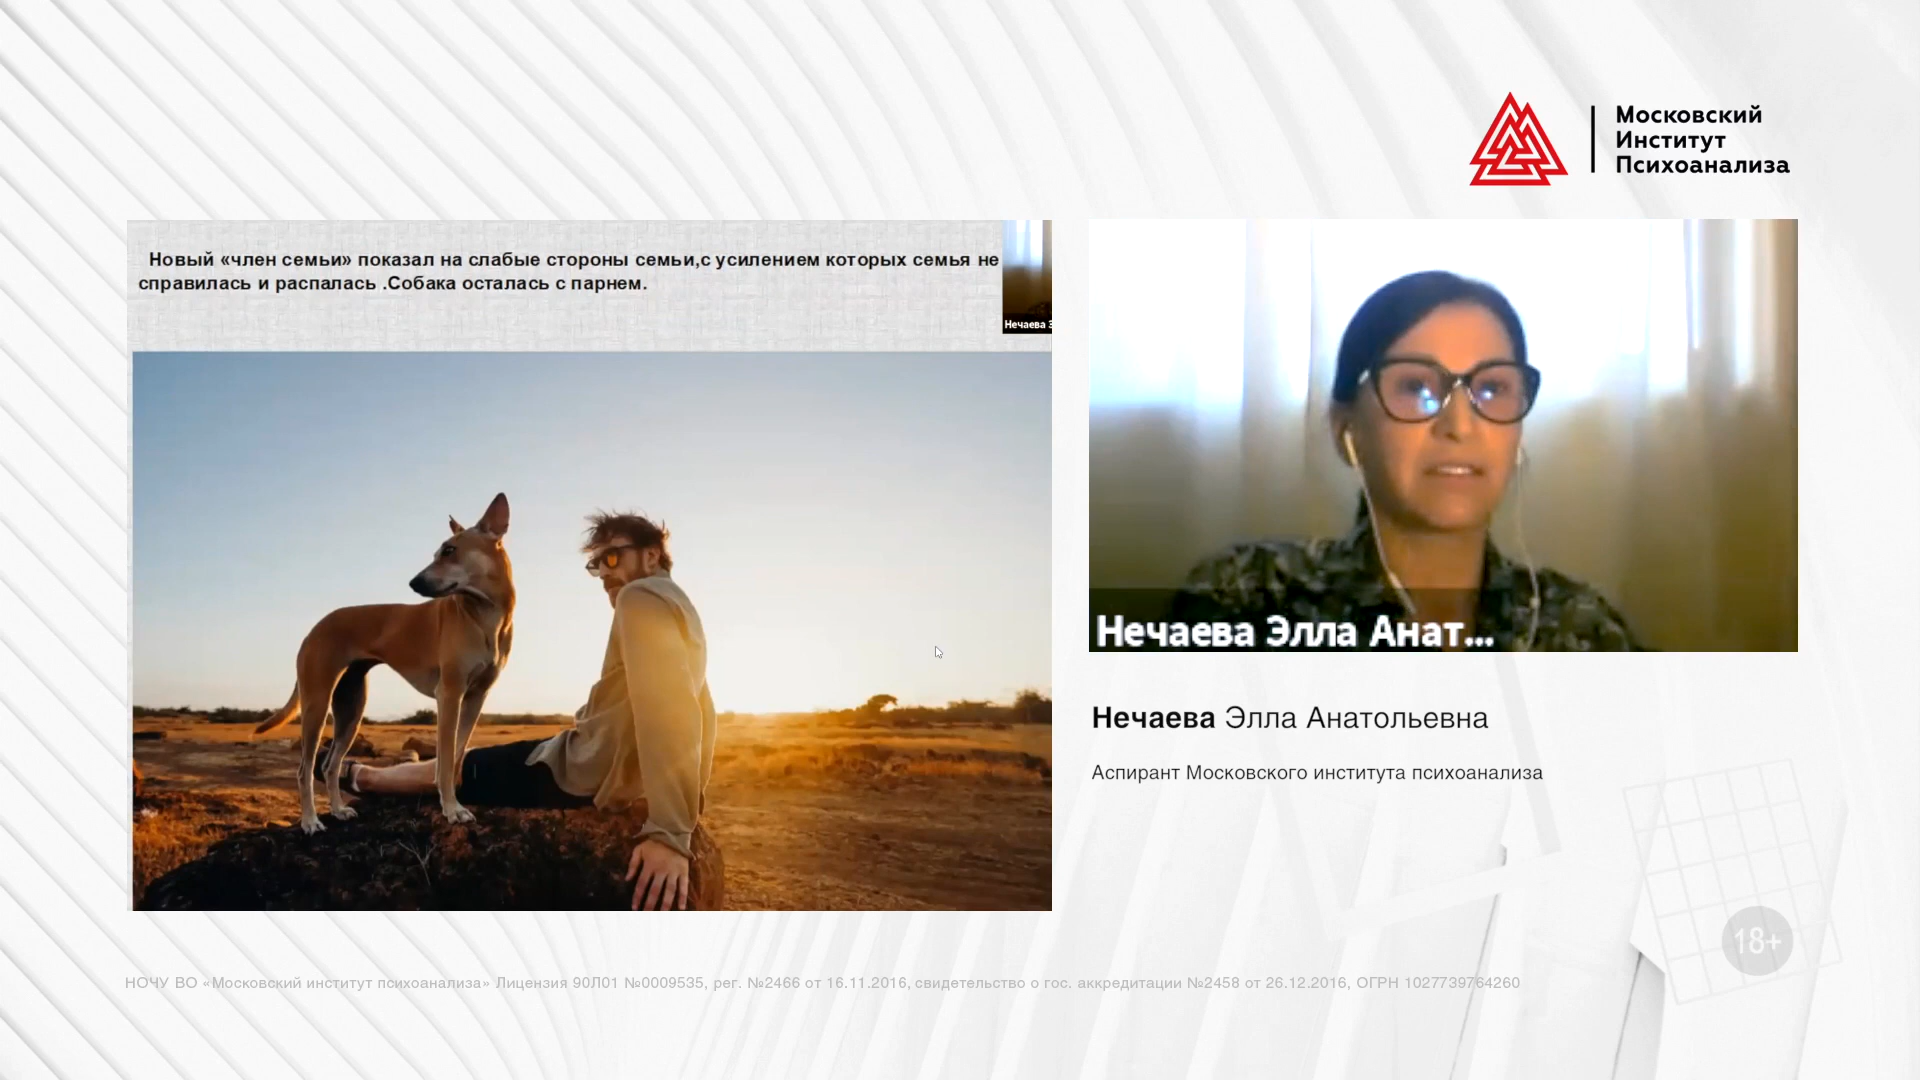 Московский
Институт
Психоанализа
Новый «член семьи» показал на слабые стороны семьи,с усилением которых семья не
справилась и распалась .Собака осталась с парнем.
Нечаева Э
Нечаева Элла Анат...
Нечаева Элла Анатольевна
Аспирант Московского института психоанализа
18+
НОЧУ ВО «Московский институт психоанализа» Лицензия 90Л01 №0009535, рег. №2466 от 16.11.2016, свидетельство о гос. аккредитации №2458 от 26.12.2016, ОГРН 1027739764260